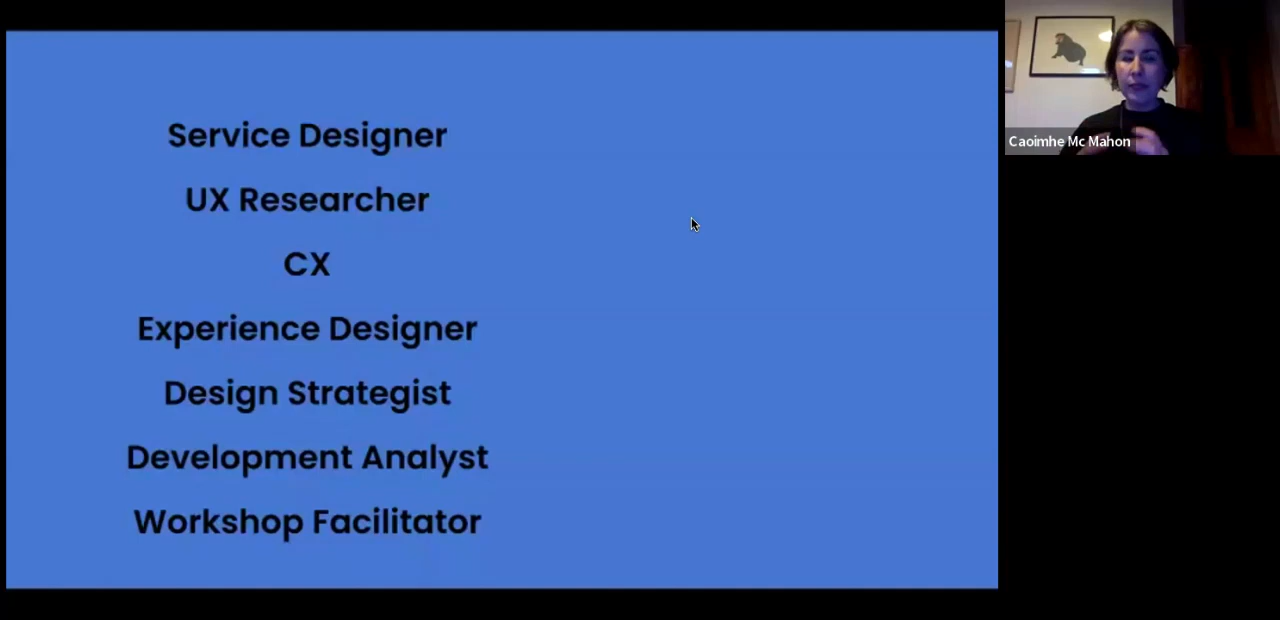 Service Designer
UX Researcher
CX
Experience Designer
Design Strategist
Development Analyst
Workshop Facilitator
Caoimhe Mc Mahon